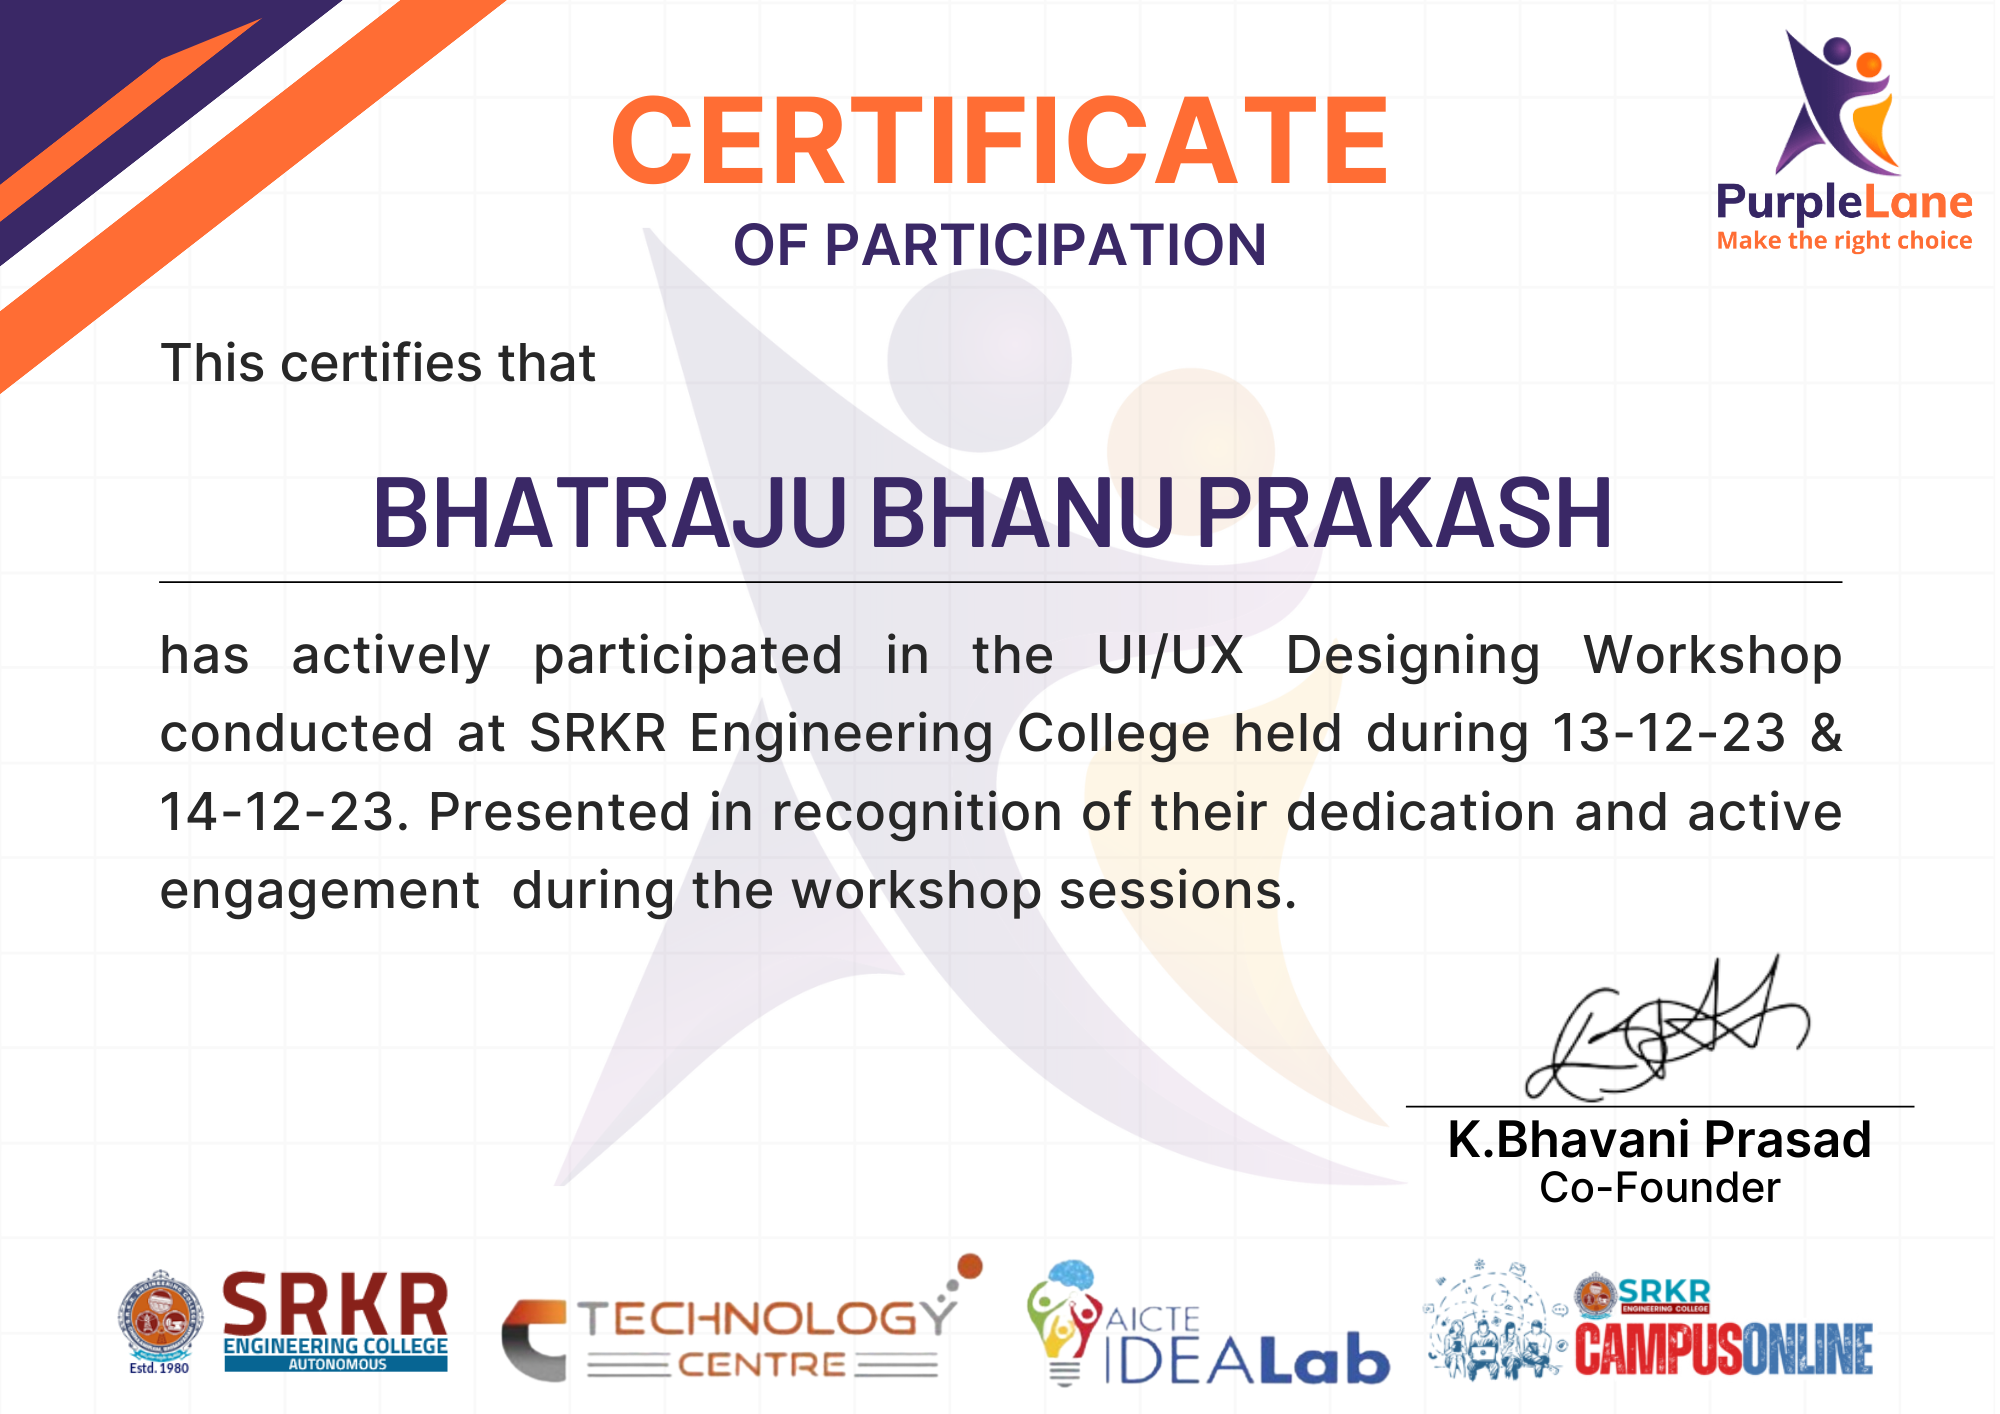 CERTIFICATE
OF PARTICIPATION
PurpleLane
Make the right choice
This certifies that
BHATRAJU BHANU PRAKASH
has actively participated in the UI/UX Designing Workshop
conducted at SRKR Engineering College held during 13-12-23 &
14-12-23. Presented in recognition of their dedication and active
engagement during the workshop sessions.
K.Bhavani Prasad
Co-Founder
Estd. 1980
SRKR
ENGINEERING COLLEGE
AUTONOMOUS
TECHNOLOGY
CENTRE
AICTE
IDEALab
SRKR
ENGINEERING COLLEGE
CAMPUSONLINE